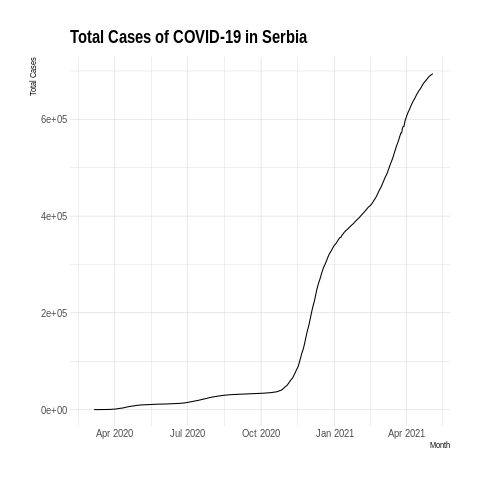 Total Cases of COVID-19 in Serbia
Total Cases
6e+05
4e+05
2e+05
0e+00
Apr 2020 Jul 2020 Oct 2020 Jan 2021 Apr 2021
Month